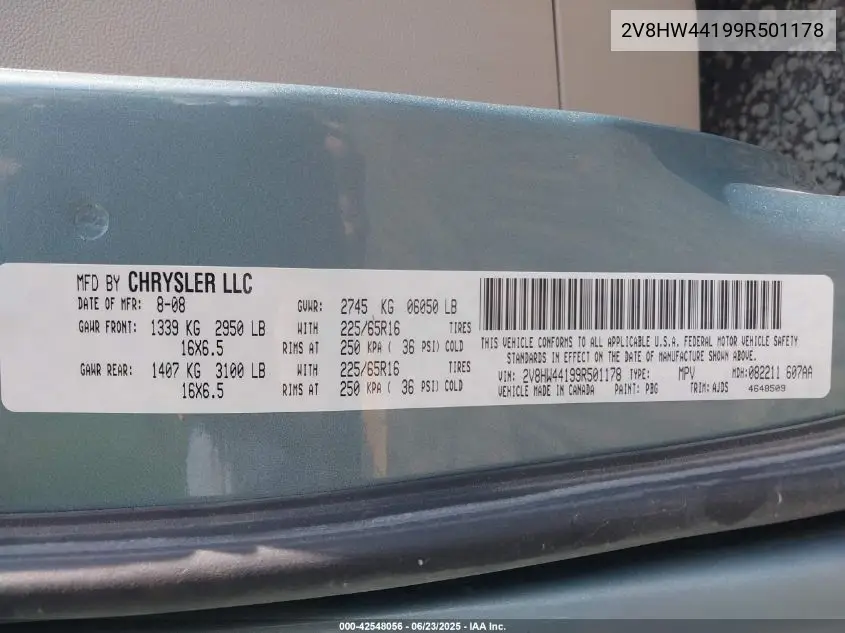 2V8HW44199R501178
MFD BY CHRYSLER LLC
DATE OF MFR: 8-08 GVWR: 2745 KG 06050 LB
GAWR FRONT: 1339 KG 2950 LB WITH 225/65R16 TIRES
16X6.5 RIMS AT 250 KPA ( 36 PSI) COLD
GAWR REAR: 1407 KG 3100 LB WITH 225/65R16 TIRES
16X6.5 RIMS AT 250 KPA ( 36 PSI) COLD
THIS VEHICLE CONFORMS TO ALL APPLICABLE U.S.A. FEDERAL MOTOR VEHICLE SAFETY
STANDARDS IN EFFECT ON THE DATE OF MANUFACTURE SHOWN ABOVE.
VIN: 2V8HW44199R501178 TYPE: MPV MDH:082211 607AA
VEHICLE MADE IN CANADA PAINT: PBG TRIM: AJDS 4648509
000-42548056 - 06/23/2025 - IAA Inc.